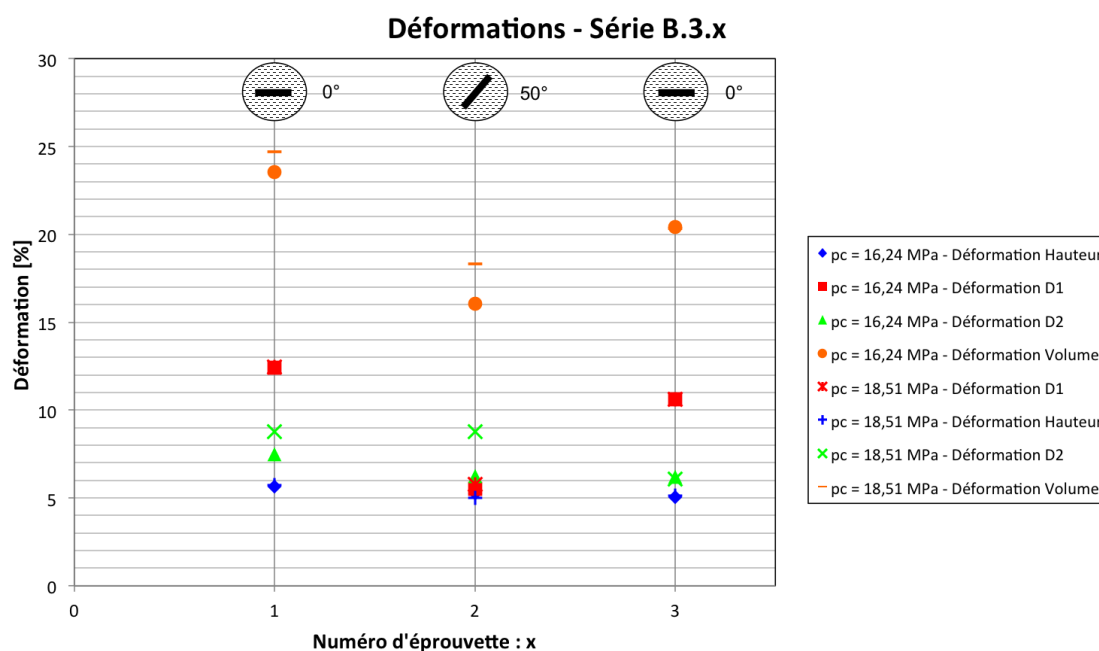 Déformations - Série B.3.x
30
25
20
15
10
5
0
Déformation [%]
0°
50°
0°
0
1
2
3
Numéro d'éprouvette : x
pc = 16,24 MPa - Déformation Hauteur
pc = 16,24 MPa - Déformation D1
pc = 16,24 MPa - Déformation D2
pc = 16,24 MPa - Déformation Volume
pc = 18,51 MPa - Déformation D1
pc = 18,51 MPa - Déformation Hauteur
pc = 18,51 MPa - Déformation D2
pc = 18,51 MPa - Déformation Volume